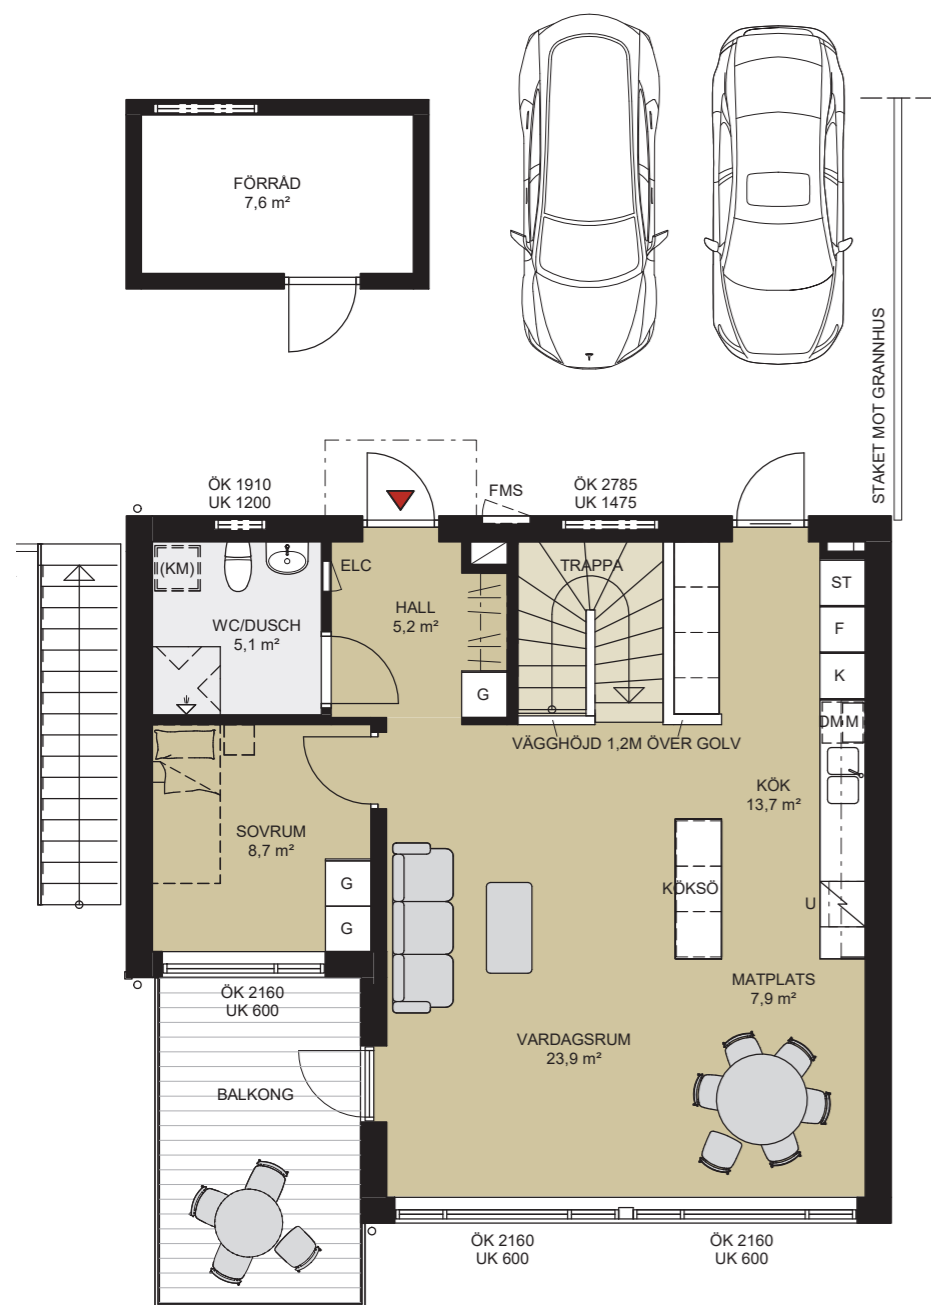 FÖRRÅD
7,6 m²
STAKET MOT GRANNHUS
ÖK 1910
UK 1200
FMS
ÖK 2785
UK 1475
(KM)
ELC
TRAPPA
ST
HALL
5,2 m²
WC/DUSCH
5,1 m²
F
K
G
DMM
VÄGGHÖJD 1,2M ÖVER GOLV
KÖK
13,7 m²
SOVRUM
8,7 m²
G
KÖKSÖ
U
G
MATPLATS
7,9 m²
ÖK 2160
UK 600
VARDAGSRUM
23,9 m²
BALKONG
ÖK 2160
UK 600
ÖK 2160
UK 600